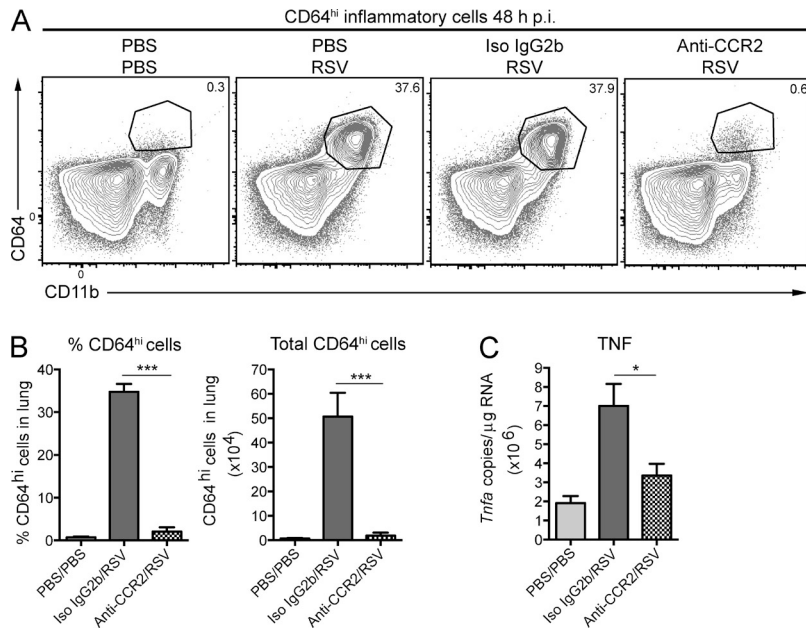 A
CD64hi inflammatory cells 48 h p.i.
PBS PBS Iso IgG2b Anti-CCR2
PBS RSV RSV RSV
0.3 37.6 37.9 0.6
CD64
0
0
CD11b
B
% CD64hi cells
***
% CD64hi cells in lung
40
30
20
10
0
PBS/PBS
Iso IgG2b/RSV
Anti-CCR2/RSV
Total CD64hi cells
***
CD64hi cells in lung
(x10^4)
70
60
50
40
30
20
10
0
PBS/PBS
Iso IgG2b/RSV
Anti-CCR2/RSV
C
TNF
*
Tnfa copies/µg RNA
(x10^6)
9
8
7
6
5
4
3
2
1
0
PBS/PBS
Iso IgG2b/RSV
Anti-CCR2/RSV